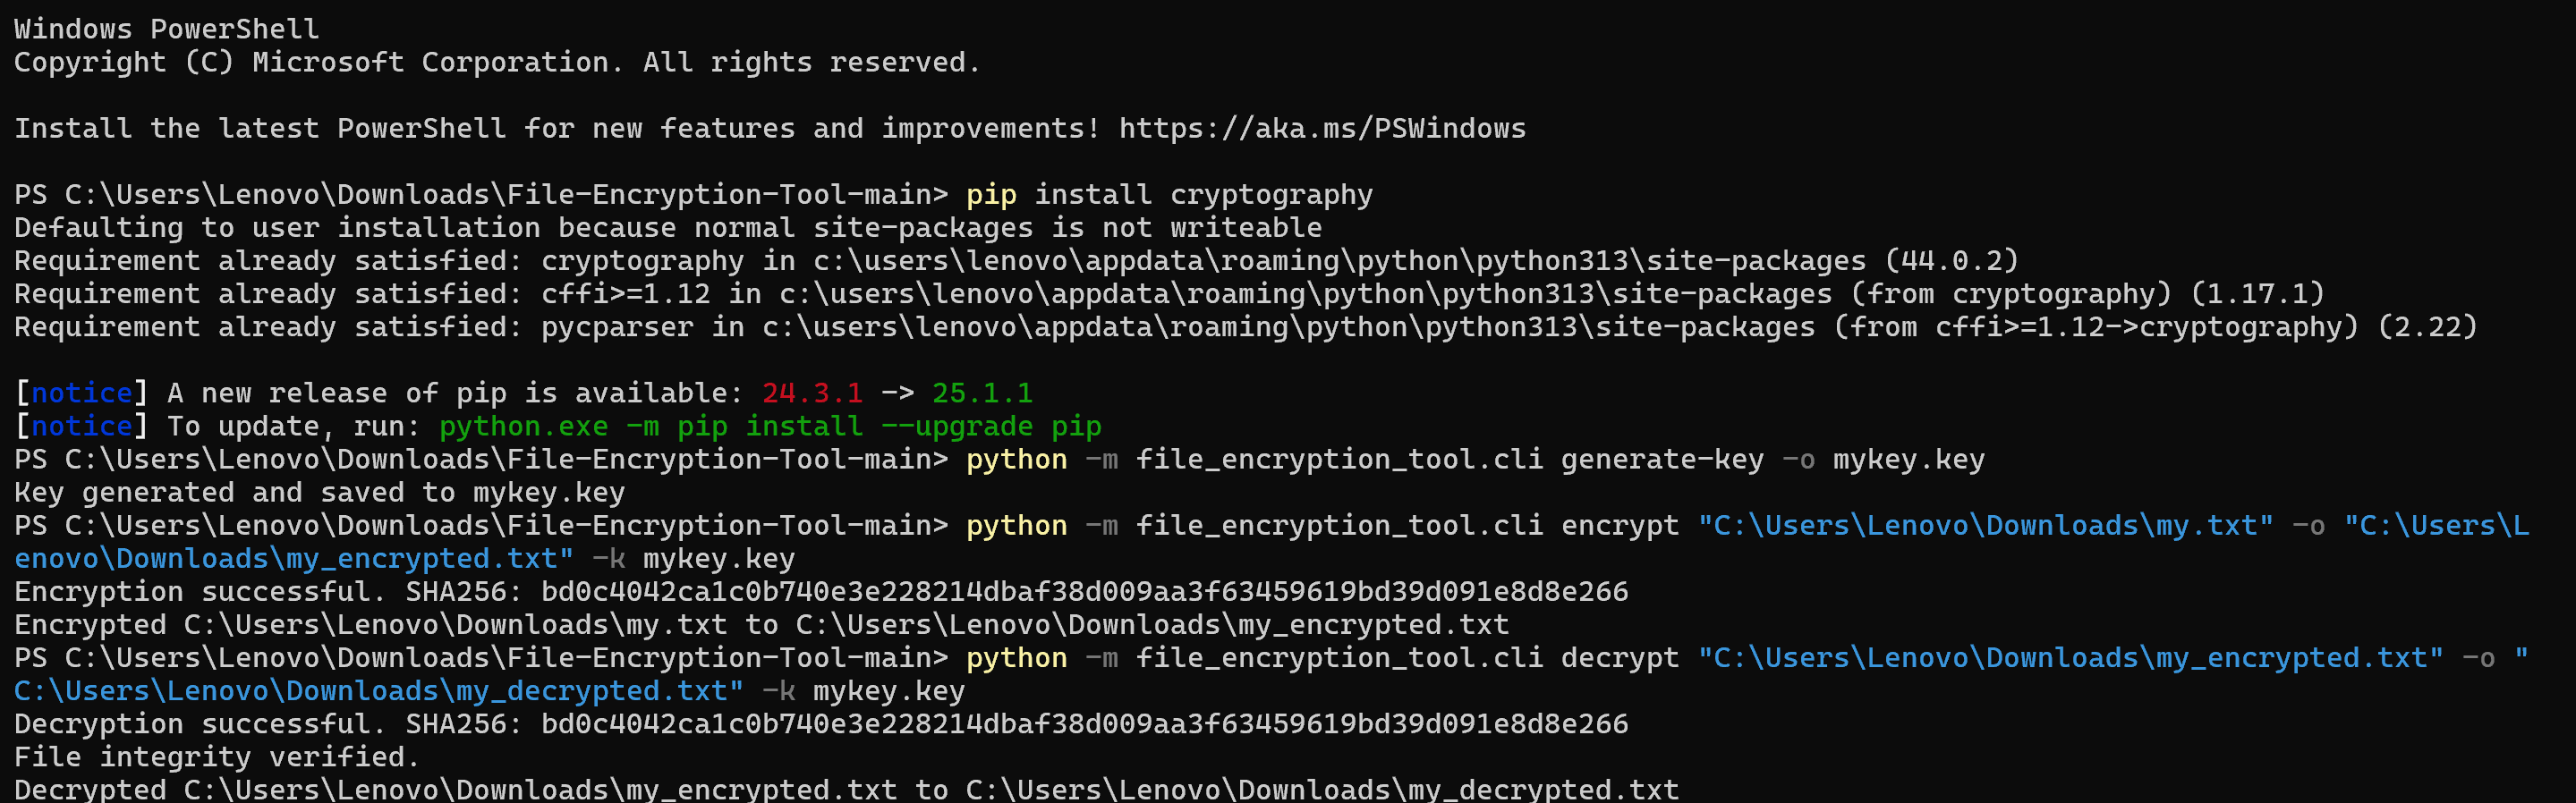 Windows PowerShell
Copyright (C) Microsoft Corporation. All rights reserved.
Install the latest PowerShell for new features and improvements! https://aka.ms/PSWindows
PS C:\Users\Lenovo\Downloads\File-Encryption-Tool-main> pip install cryptography
Defaulting to user installation because normal site-packages is not writeable
Requirement already satisfied: cryptography in c:\users\lenovo\appdata\roaming\python\python313\site-packages (44.0.2)
Requirement already satisfied: cffi>=1.12 in c:\users\lenovo\appdata\roaming\python\python313\site-packages (from cryptography) (1.17.1)
Requirement already satisfied: pycparser in c:\users\lenovo\appdata\roaming\python\python313\site-packages (from cffi>=1.12->cryptography) (2.22)
[notice] A new release of pip is available: 24.3.1 -> 25.1.1
[notice] To update, run: python.exe -m pip install --upgrade pip
PS C:\Users\Lenovo\Downloads\File-Encryption-Tool-main> python -m file_encryption_tool.cli generate-key -o mykey.key
Key generated and saved to mykey.key
PS C:\Users\Lenovo\Downloads\File-Encryption-Tool-main> python -m file_encryption_tool.cli encrypt "C:\Users\Lenovo\Downloads\my.txt" -o "C:\Users\L
enovo\Downloads\my_encrypted.txt" -k mykey.key
Encryption successful. SHA256: bd0c4042ca1c0b740e3e228214dbaf38d009aa3f63459619bd39d091e8d8e266
Encrypted C:\Users\Lenovo\Downloads\my.txt to C:\Users\Lenovo\Downloads\my_encrypted.txt
PS C:\Users\Lenovo\Downloads\File-Encryption-Tool-main> python -m file_encryption_tool.cli decrypt "C:\Users\Lenovo\Downloads\my_encrypted.txt" -o "
C:\Users\Lenovo\Downloads\my_decrypted.txt" -k mykey.key
Decryption successful. SHA256: bd0c4042ca1c0b740e3e228214dbaf38d009aa3f63459619bd39d091e8d8e266
File integrity verified.
Decrypted C:\Users\Lenovo\Downloads\my_encrypted.txt to C:\Users\Lenovo\Downloads\my_decrypted.txt